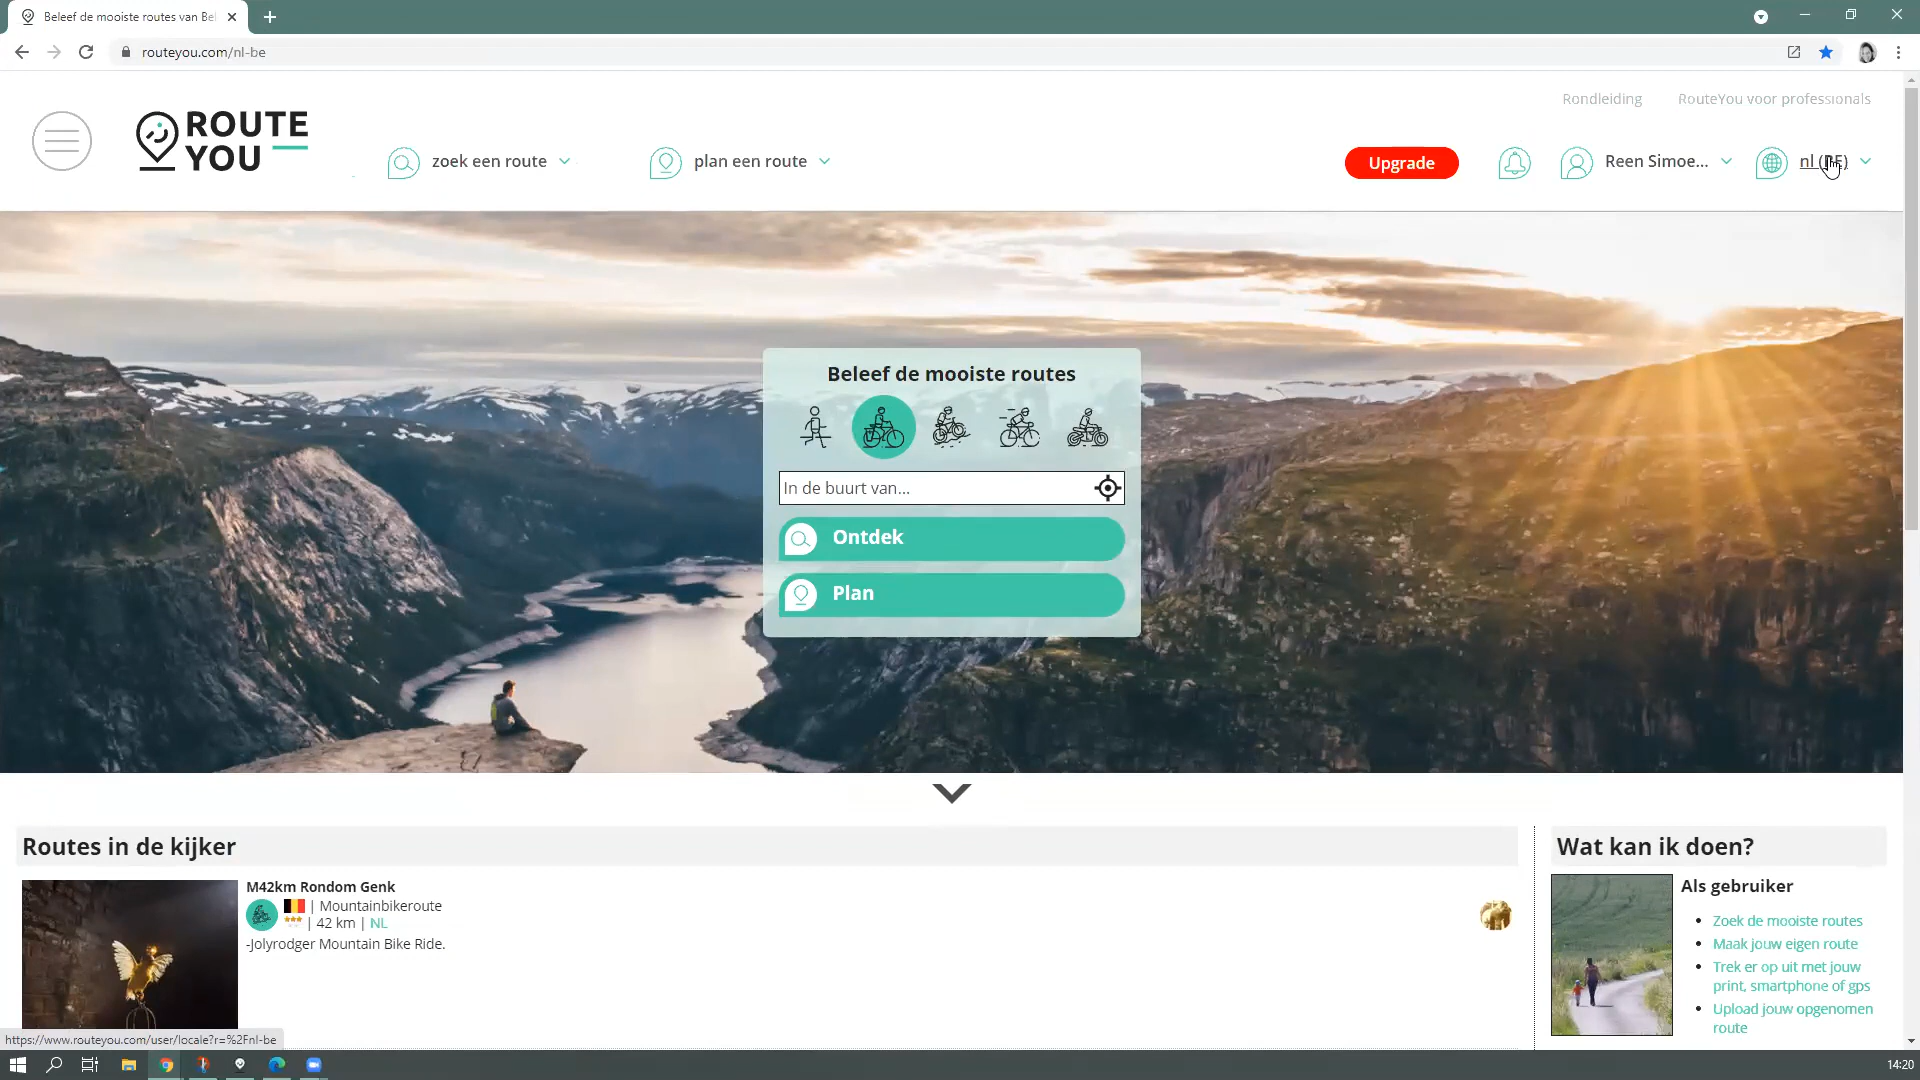 Beleef de mooiste routes van Bel
routeyou.com/nl-be
Rondleiding
RouteYou voor professionals
ROUTE
YOU
zoek een route
plan een route
Upgrade
Reen Simoe...
nl (BE)
Beleef de mooiste routes
In de buurt van...
Ontdek
Plan
Routes in de kijker
M42km Rondom Genk
| Mountainbikeroute
| 42 km | NL
-Jolyrodger Mountain Bike Ride.
Wat kan ik doen?
Als gebruiker
Zoek de mooiste routes
Maak jouw eigen route
Trek er op uit met jouw
print, smartphone of gps
Upload jouw opgenomen
route
https://www.routeyou.com/user/locale?r=%2Fnl-be
14:20